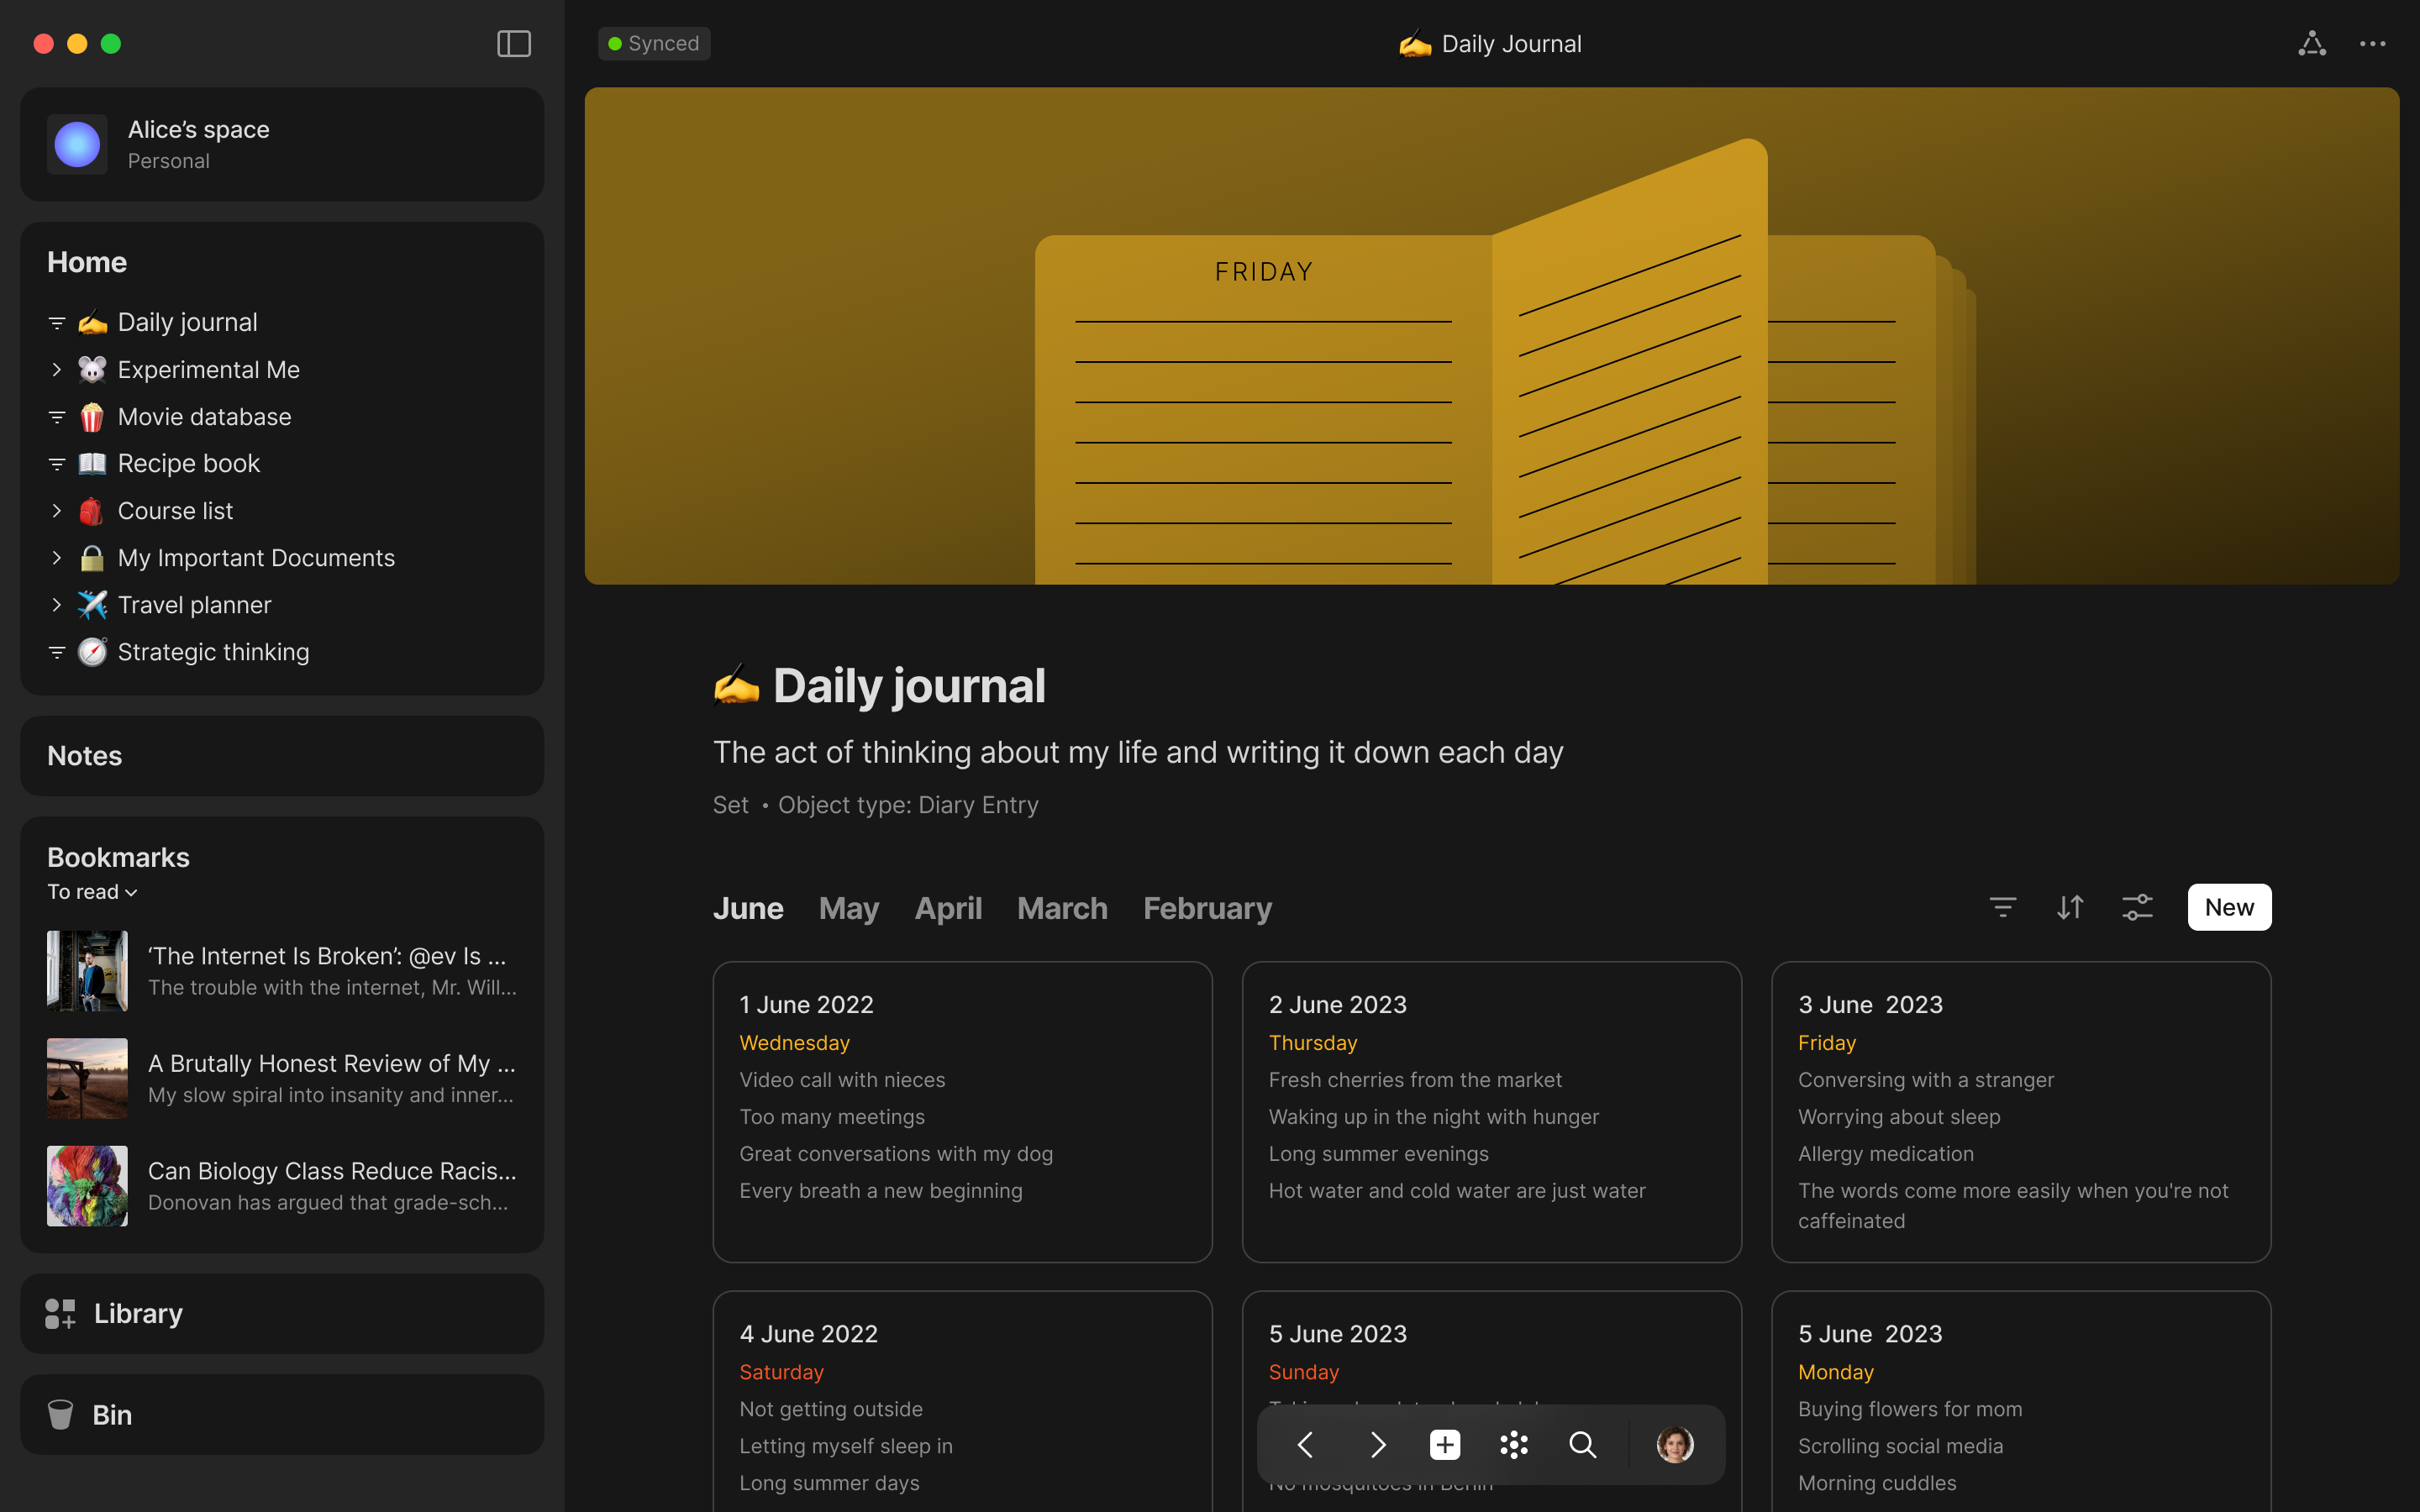 Synced
Daily Journal
Alice’s space
Personal
Home
Daily journal
Experimental Me
Movie database
Recipe book
Course list
My Important Documents
Travel planner
Strategic thinking
Notes
Bookmarks
To read
‘The Internet Is Broken’: @ev Is ...
The trouble with the internet, Mr. Will...
A Brutally Honest Review of My ...
My slow spiral into insanity and inner...
Can Biology Class Reduce Racis...
Donovan has argued that grade-sch...
Library
Bin
FRIDAY
Daily journal
The act of thinking about my life and writing it down each day
Set • Object type: Diary Entry
June May April March February
New
1 June 2022
Wednesday
Video call with nieces
Too many meetings
Great conversations with my dog
Every breath a new beginning
2 June 2023
Thursday
Fresh cherries from the market
Waking up in the night with hunger
Long summer evenings
Hot water and cold water are just water
3 June 2023
Friday
Conversing with a stranger
Worrying about sleep
Allergy medication
The words come more easily when you're not
caffeinated
4 June 2022
Saturday
Not getting outside
Letting myself sleep in
Long summer days
5 June 2023
Sunday
No mosquitoes in Berlin
5 June 2023
Monday
Buying flowers for mom
Scrolling social media
Morning cuddles